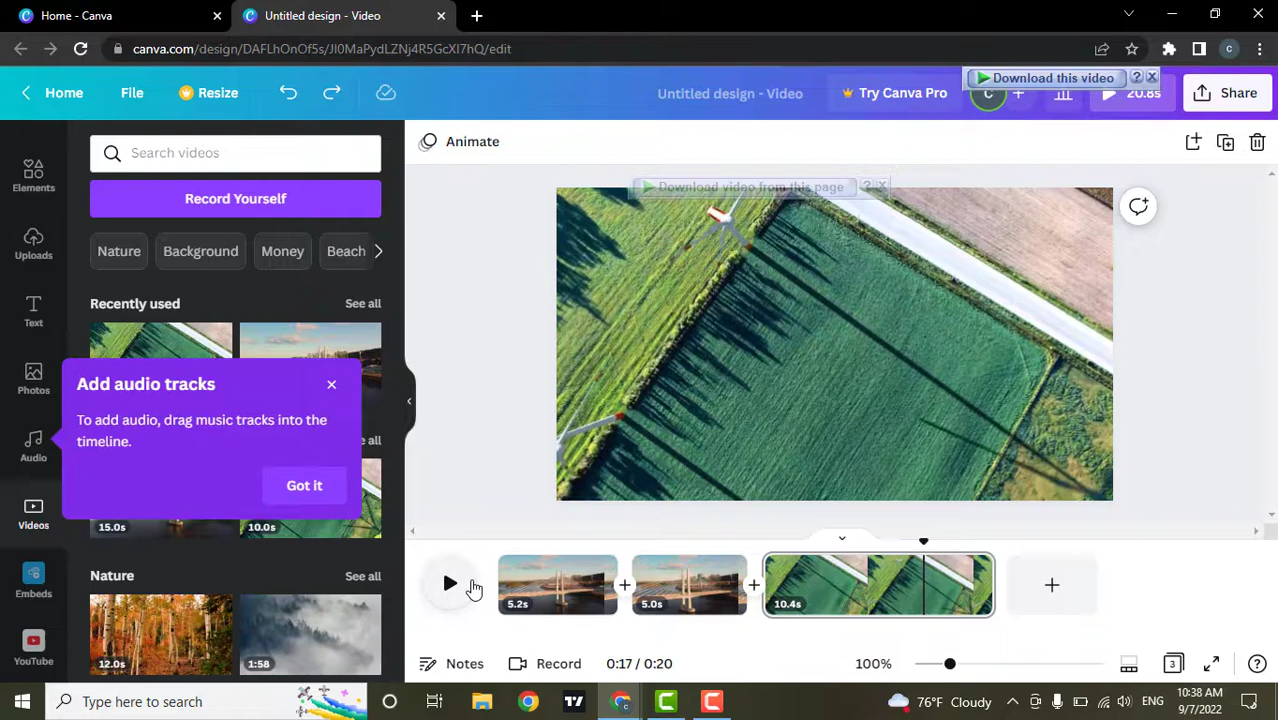 Home - Canva
Untitled design - Video
canva.com/design/DAFLhOnOf5s/JI0MaPydLZNj4R5GcXI7hQ/edit
C
Home
File
Resize
Untitled design - Video
Try Canva Pro
C
Download this video
?
20.8s
Share
Search videos
Animate
Elements
Record Yourself
Download video from this page
?
Uploads
Nature
Background
Money
Beach
Text
Recently used
See all
Photos
Add audio tracks
To add audio, drag music tracks into the
timeline.
all
Audio
Got it
Videos
15.0s
10.0s
Embeds
Nature
See all
5.2s
5.0s
10.4s
YouTube
12.0s
1:58
Notes
Record
0:17 / 0:20
100%
3
?
Type here to search
76°F Cloudy
ENG
10:38 AM
9/7/2022